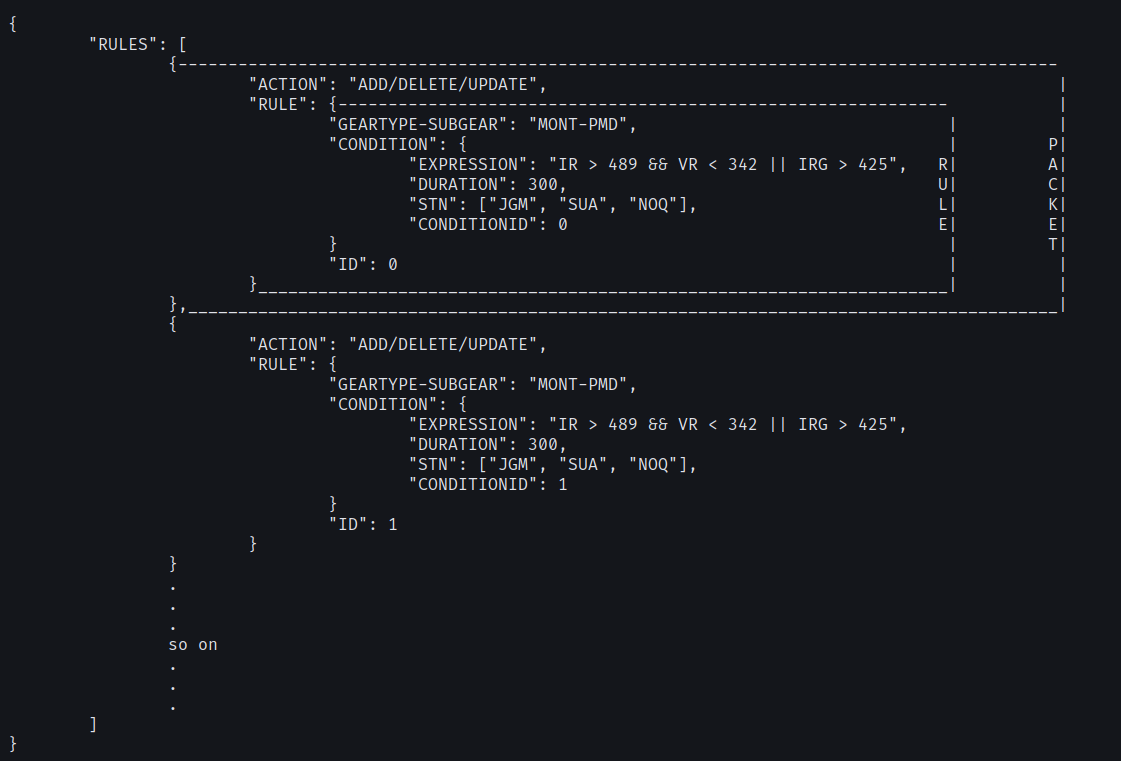 {
"RULES": [
{----------------------------------------------------------------------------------------
"ACTION": "ADD/DELETE/UPDATE", |
"RULE": {------------------------------------------------------------- |
"GEARTYPE-SUBGEAR": "MONT-PMD", | |
"CONDITION": { | P|
"EXPRESSION": "IR > 489 && VR < 342 || IRG > 425", R| A|
"DURATION": 300, U| C|
"STN": ["JGM", "SUA", "NOQ"], L| K|
"CONDITIONID": 0 E| E|
} | T|
"ID": 0 | |
}_____________________________________________________________________| |
},_______________________________________________________________________________________|
{
"ACTION": "ADD/DELETE/UPDATE",
"RULE": {
"GEARTYPE-SUBGEAR": "MONT-PMD",
"CONDITION": {
"EXPRESSION": "IR > 489 && VR < 342 || IRG > 425",
"DURATION": 300,
"STN": ["JGM", "SUA", "NOQ"],
"CONDITIONID": 1
}
"ID": 1
}
}
.
.
.
so on
.
.
.
]
}